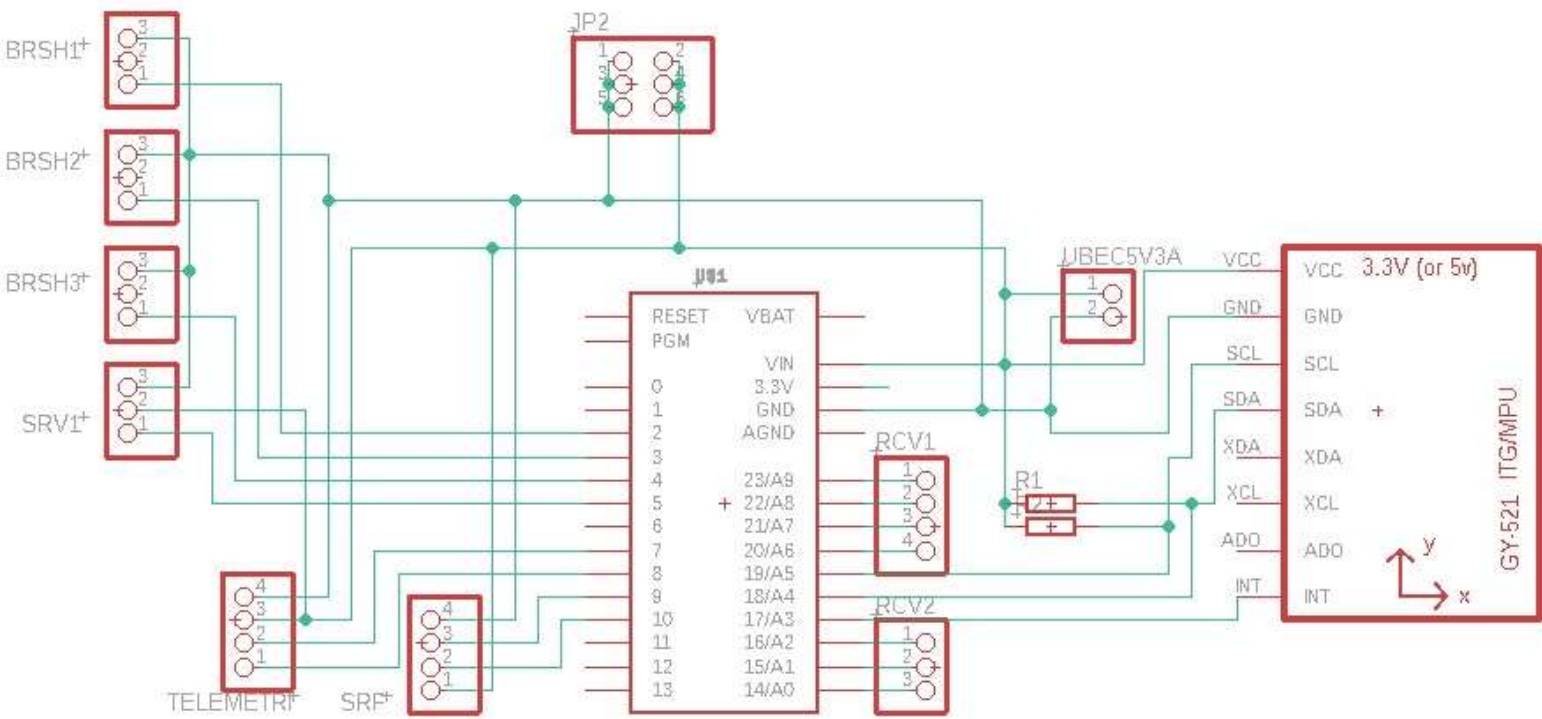 BRSH1
3
2
1
BRSH2
3
2
1
BRSH3
3
2
1
SRV1
3
2
1
TELEMETRI
4
3
2
1
SRF
4
3
2
1
JP2
1 2
3 4
5
RESET VBAT
PGM
VIN
0 3.3V
1 GND
2 AGND
3
4 23/A9
5 22/A8
6 21/A7
7 20/A6
8 19/A5
9 18/A4
10 17/A3
11 16/A2
12 15/A1
13 14/A0
RCV1
1
2
3
4
RCV2
1
2
3
UBEC5V3A
1
2
R1
VCC VCC 3.3V (or 5v)
GND GND
SCL SCL
SDA SDA
XDA XDA
XCL XCL
ADO ADO
INT INT
y
x
GY-521 ITG/MPU